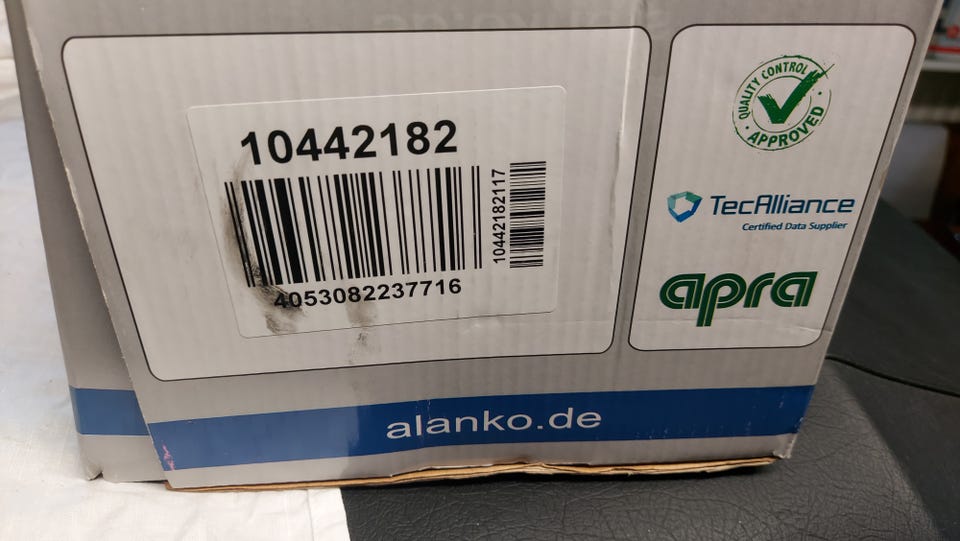 10442182
4053082237716
10442182117
QUALITY CONTROL
APPROVED
TecAlliance
Certified Data Supplier
apra
alanko.de